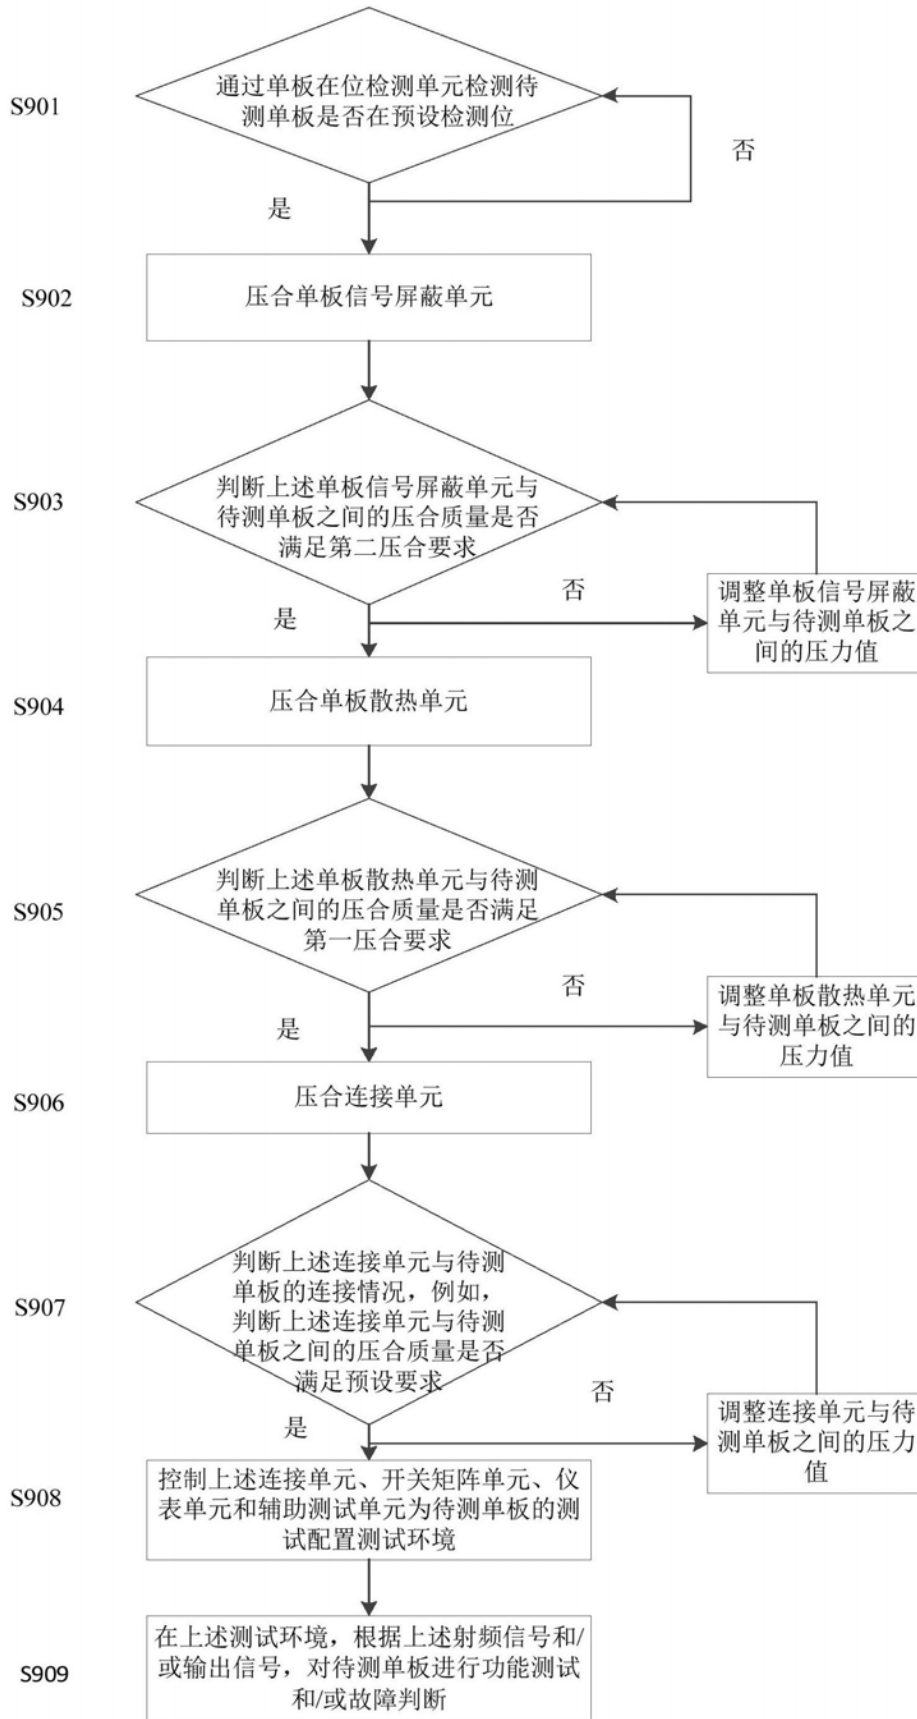 S901
通过单板在位检测单元检测待
测单板是否在预设检测位
否
是
S902
压合单板信号屏蔽单元
S903
判断上述单板信号屏蔽单元与
待测单板之间的压合质量是否
满足第二压合要求
否
是
调整单板信号屏蔽
单元与待测单板之
间的压力值
S904
压合单板散热单元
S905
判断上述单板散热单元与待测
单板之间的压合质量是否满足
第一压合要求
否
是
调整单板散热单元
与待测单板之间的
压力值
S906
压合连接单元
S907
判断上述连接单元与待测
单板的连接情况，例如，
判断上述连接单元与待测
单板之间的压合质量是否
满足预设要求
否
是
调整连接单元与待
测单板之间的压力
值
S908
控制上述连接单元、开关矩阵单元、仪
表单元和辅助测试单元为待测单板的测
试配置测试环境
S909
在上述测试环境，根据上述射频信号和/
或输出信号，对待测单板进行功能测试
和/或故障判断